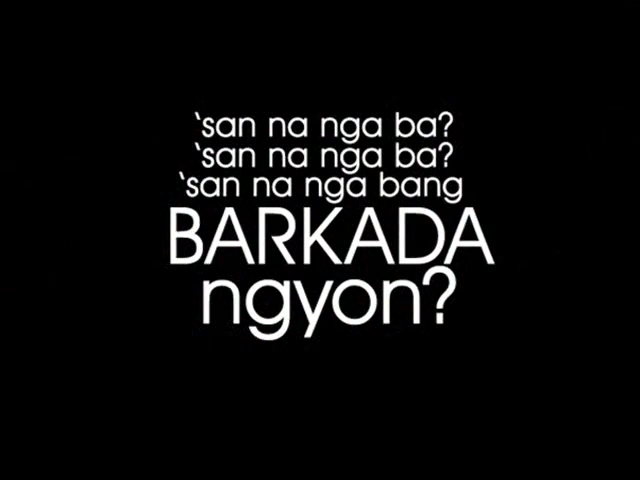 ‘san na nga ba?
‘san na nga ba?
‘san na nga bang
BARKADA
ngyon?